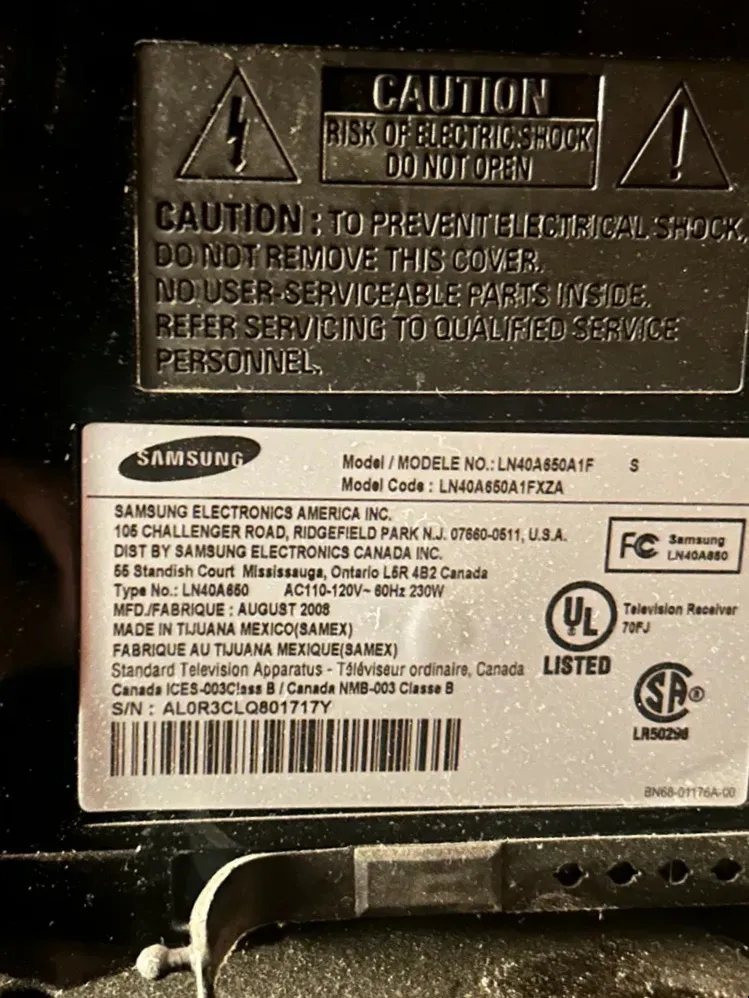 CAUTION
RISK OF ELECTRIC SHOCK
DO NOT OPEN
CAUTION : TO PREVENT ELECTRICAL SHOCK,
DO NOT REMOVE THIS COVER.
NO USER-SERVICEABLE PARTS INSIDE.
REFER SERVICING TO QUALIFIED SERVICE
PERSONNEL.
SAMSUNG
Model / MODELE NO.: LN40A650A1F S
Model Code : LN40A650A1FXZA
SAMSUNG ELECTRONICS AMERICA INC.
105 CHALLENGER ROAD, RIDGEFIELD PARK N.J. 07660-0511, U.S.A.
DIST BY SAMSUNG ELECTRONICS CANADA INC.
55 Standish Court Mississauga, Ontario L5R 4B2 Canada
Type No.: LN40A650 AC110-120V~ 60Hz 230W
MFD./FABRIQUE : AUGUST 2008
MADE IN TIJUANA MEXICO(SAMEX)
FABRIQUE AU TIJUANA MEXIQUE(SAMEX)
Standard Television Apparatus - Téléviseur ordinaire, Canada
Canada ICES-003Class B / Canada NMB-003 Classe B
S/N : AL0R3CLQ801717Y
FC Samsung
LN40A650
UL
LISTED
Television Receiver
70FJ
SA ®
LR50298
BN68-01176A-00